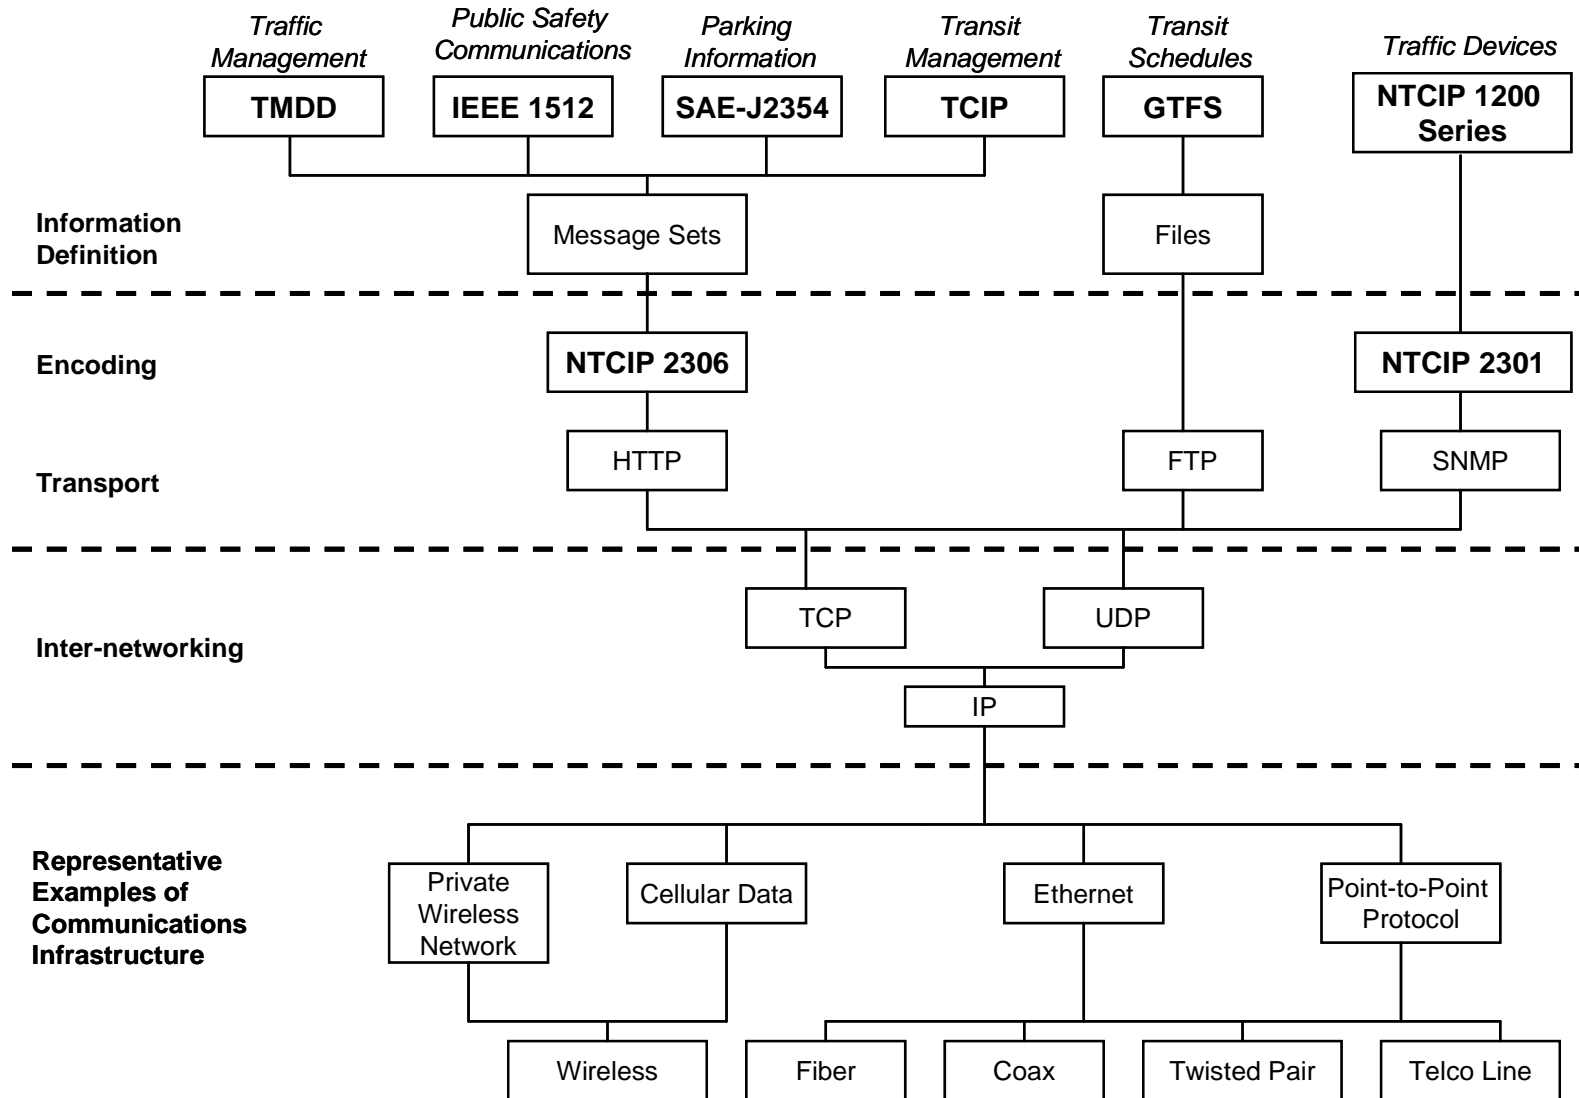 Traffic
Management
Public Safety
Communications
Parking
Information
Transit
Management
Transit
Schedules
Traffic Devices
TMDD
IEEE 1512
SAE-J2354
TCIP
GTFS
NTCIP 1200
Series
Information
Definition
Message Sets
Files
Encoding
NTCIP 2306
NTCIP 2301
Transport
HTTP
FTP
SNMP
Inter-networking
TCP
UDP
IP
Representative
Examples of
Communications
Infrastructure
Private
Wireless
Network
Cellular Data
Ethernet
Point-to-Point
Protocol
Wireless
Fiber
Coax
Twisted Pair
Telco Line